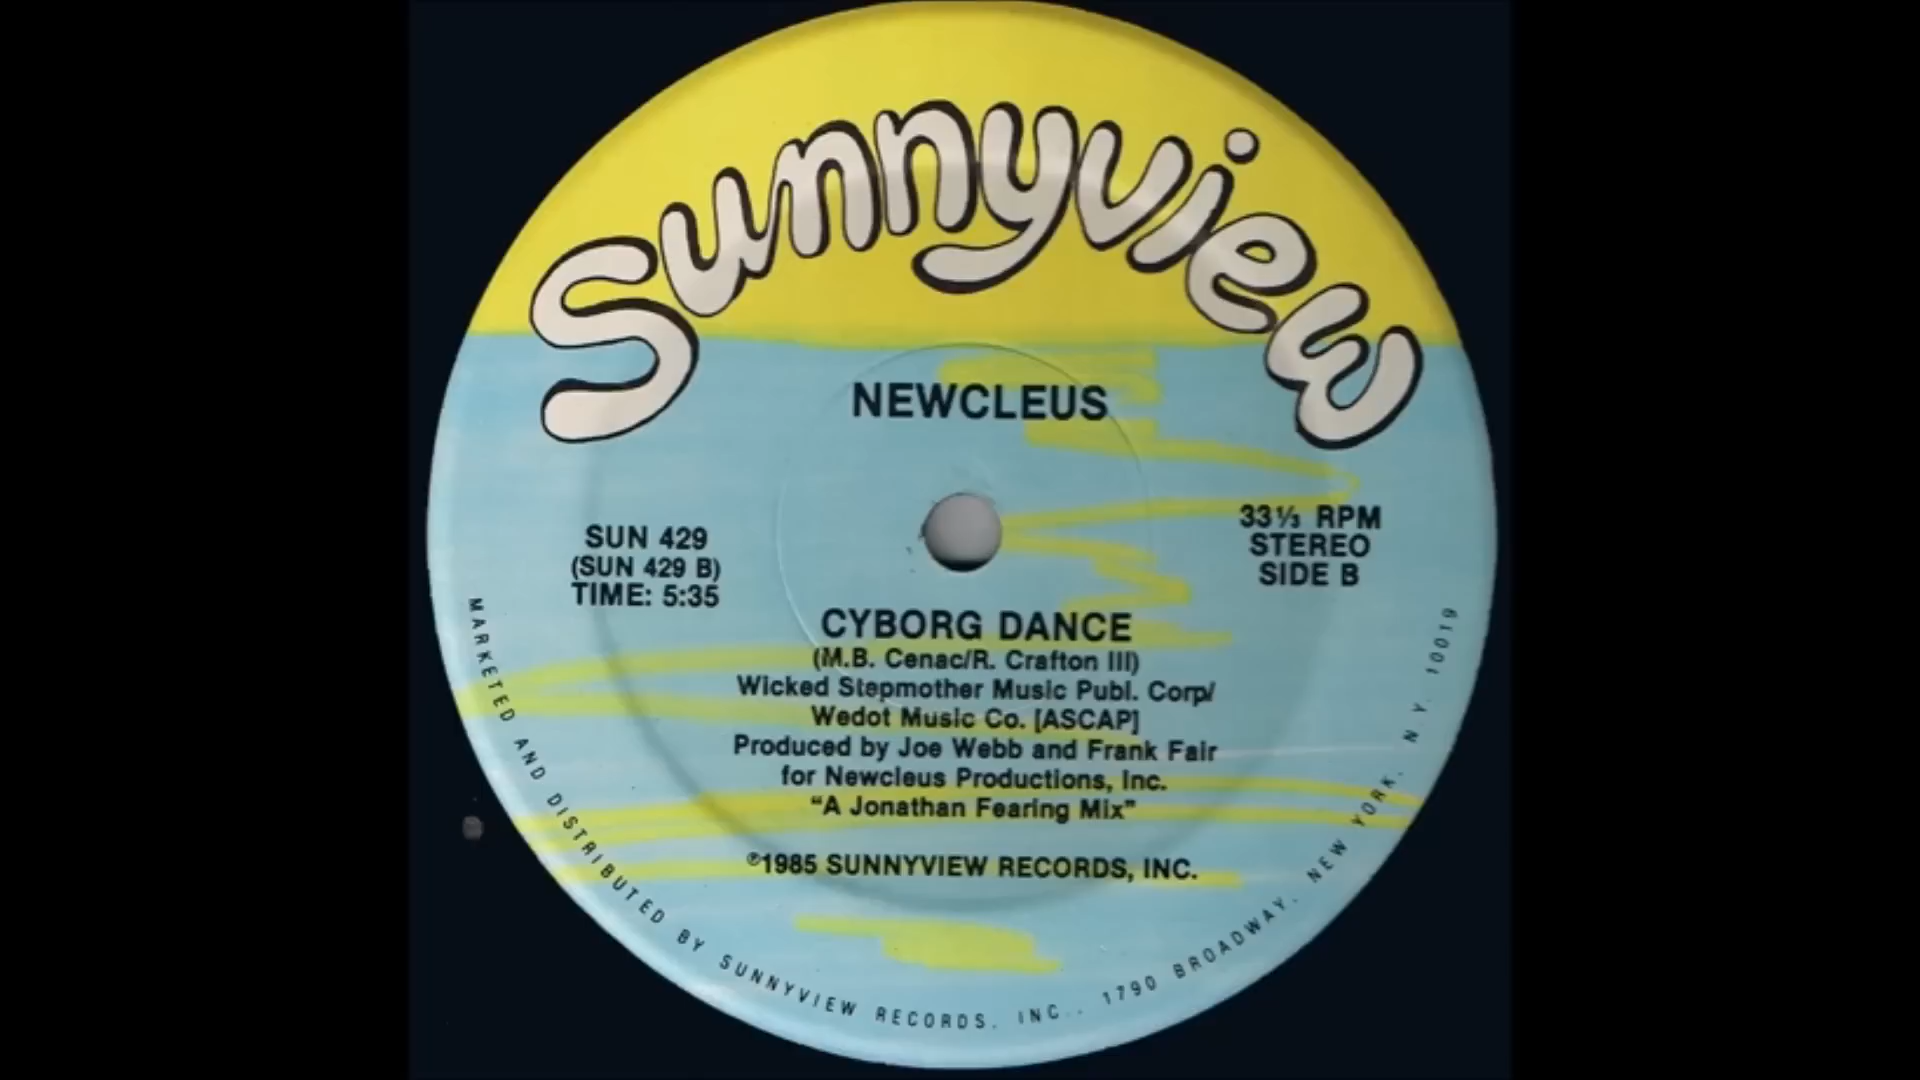 Sunnyview
NEWCLEUS
SUN 429
(SUN 429 B)
TIME: 5:35
33⅓ RPM
STEREO
SIDE B
CYBORG DANCE
(M.B. Cenac/R. Crafton III)
Wicked Stepmother Music Publ. Corp/
Wedot Music Co. [ASCAP]
Produced by Joe Webb and Frank Fair
for Newcleus Productions, Inc.
“A Jonathan Fearing Mix”
℗1985 SUNNYVIEW RECORDS, INC.
MARKETED AND DISTRIBUTED BY SUNNYVIEW RECORDS, INC., 1790 BROADWAY, NEW YORK, N.Y. 10019